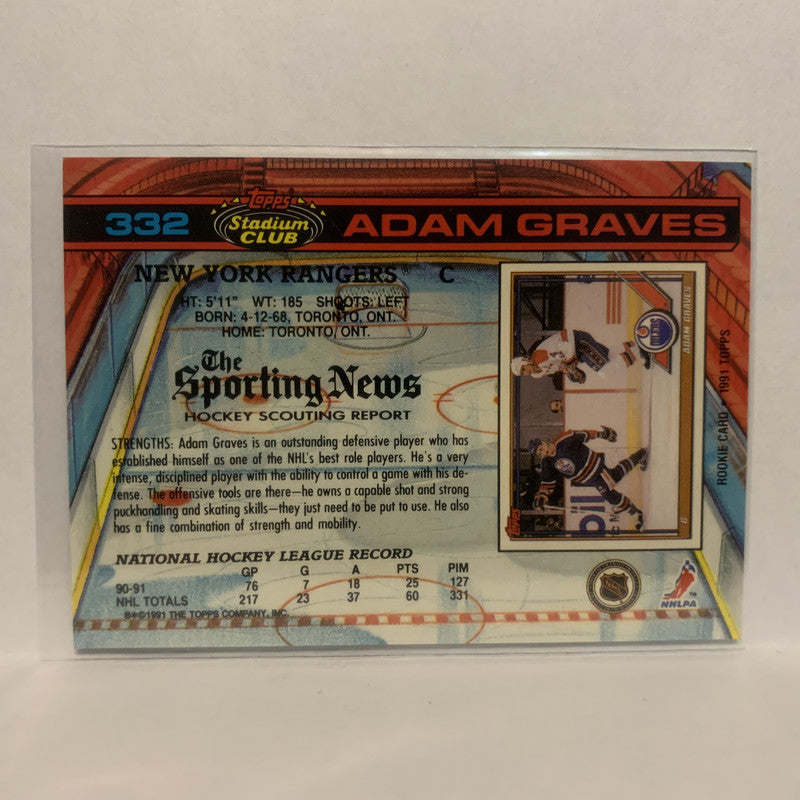 332
Topps
Stadium
CLUB
ADAM GRAVES
NEW YORK RANGERS® C
HT: 5'11" WT: 185 SHOOTS: LEFT
BORN: 4-12-68, TORONTO, ONT.
HOME: TORONTO, ONT.
The
Sporting News
HOCKEY SCOUTING REPORT
STRENGTHS: Adam Graves is an outstanding defensive player who has
established himself as one of the NHL's best role players. He's a very
intense, disciplined player with the ability to control a game with his de-
fense. The offensive tools are there—he owns a capable shot and strong
puckhandling and skating skills—they just need to be put to use. He also
has a fine combination of strength and mobility.
NATIONAL HOCKEY LEAGUE RECORD
GP G A PTS PIM
90-91 76 7 18 25 127
NHL TOTALS 217 23 37 60 331
B*©1991 THE TOPPS COMPANY, INC.
OILERS
ADAM GRAVES
Topps
C
bil
ROOKIE CARD • 1991 TOPPS
NHL
NHLPA
TM